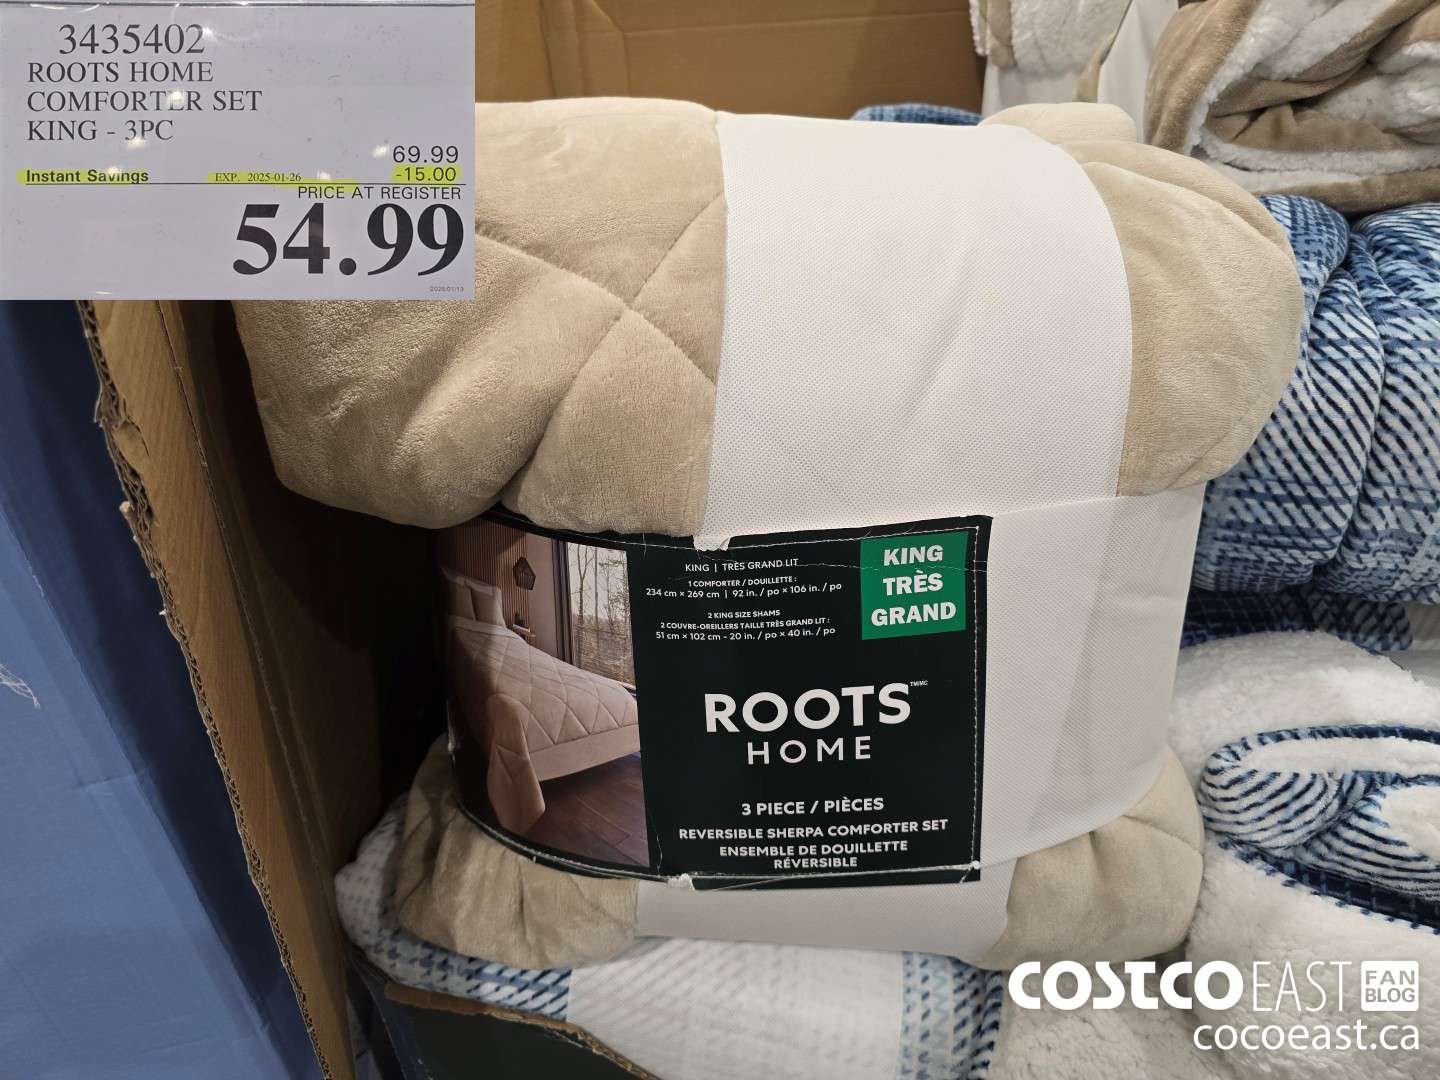 3435402
ROOTS HOME
COMFORTER SET
KING - 3PC
69.99
Instant Savings EXP. 2025-01-26 -15.00
PRICE AT REGISTER
54.99
KING | TRÈS GRAND LIT
1 COMFORTER / DOUILLETTE :
234 cm × 269 cm | 92 in. / po × 106 in. / po
2 KING SIZE SHAMS
2 COUVRE-OREILLERS TAILLE TRÈS GRAND LIT :
51 cm × 102 cm - 20 in. / po × 40 in. / po
KING
TRÈS
GRAND
ROOTS TM/MC
HOME
3 PIECE / PIÈCES
REVERSIBLE SHERPA COMFORTER SET
ENSEMBLE DE DOUILLETTE
RÉVERSIBLE
COSTCO EAST FAN BLOG
cocoeast.ca